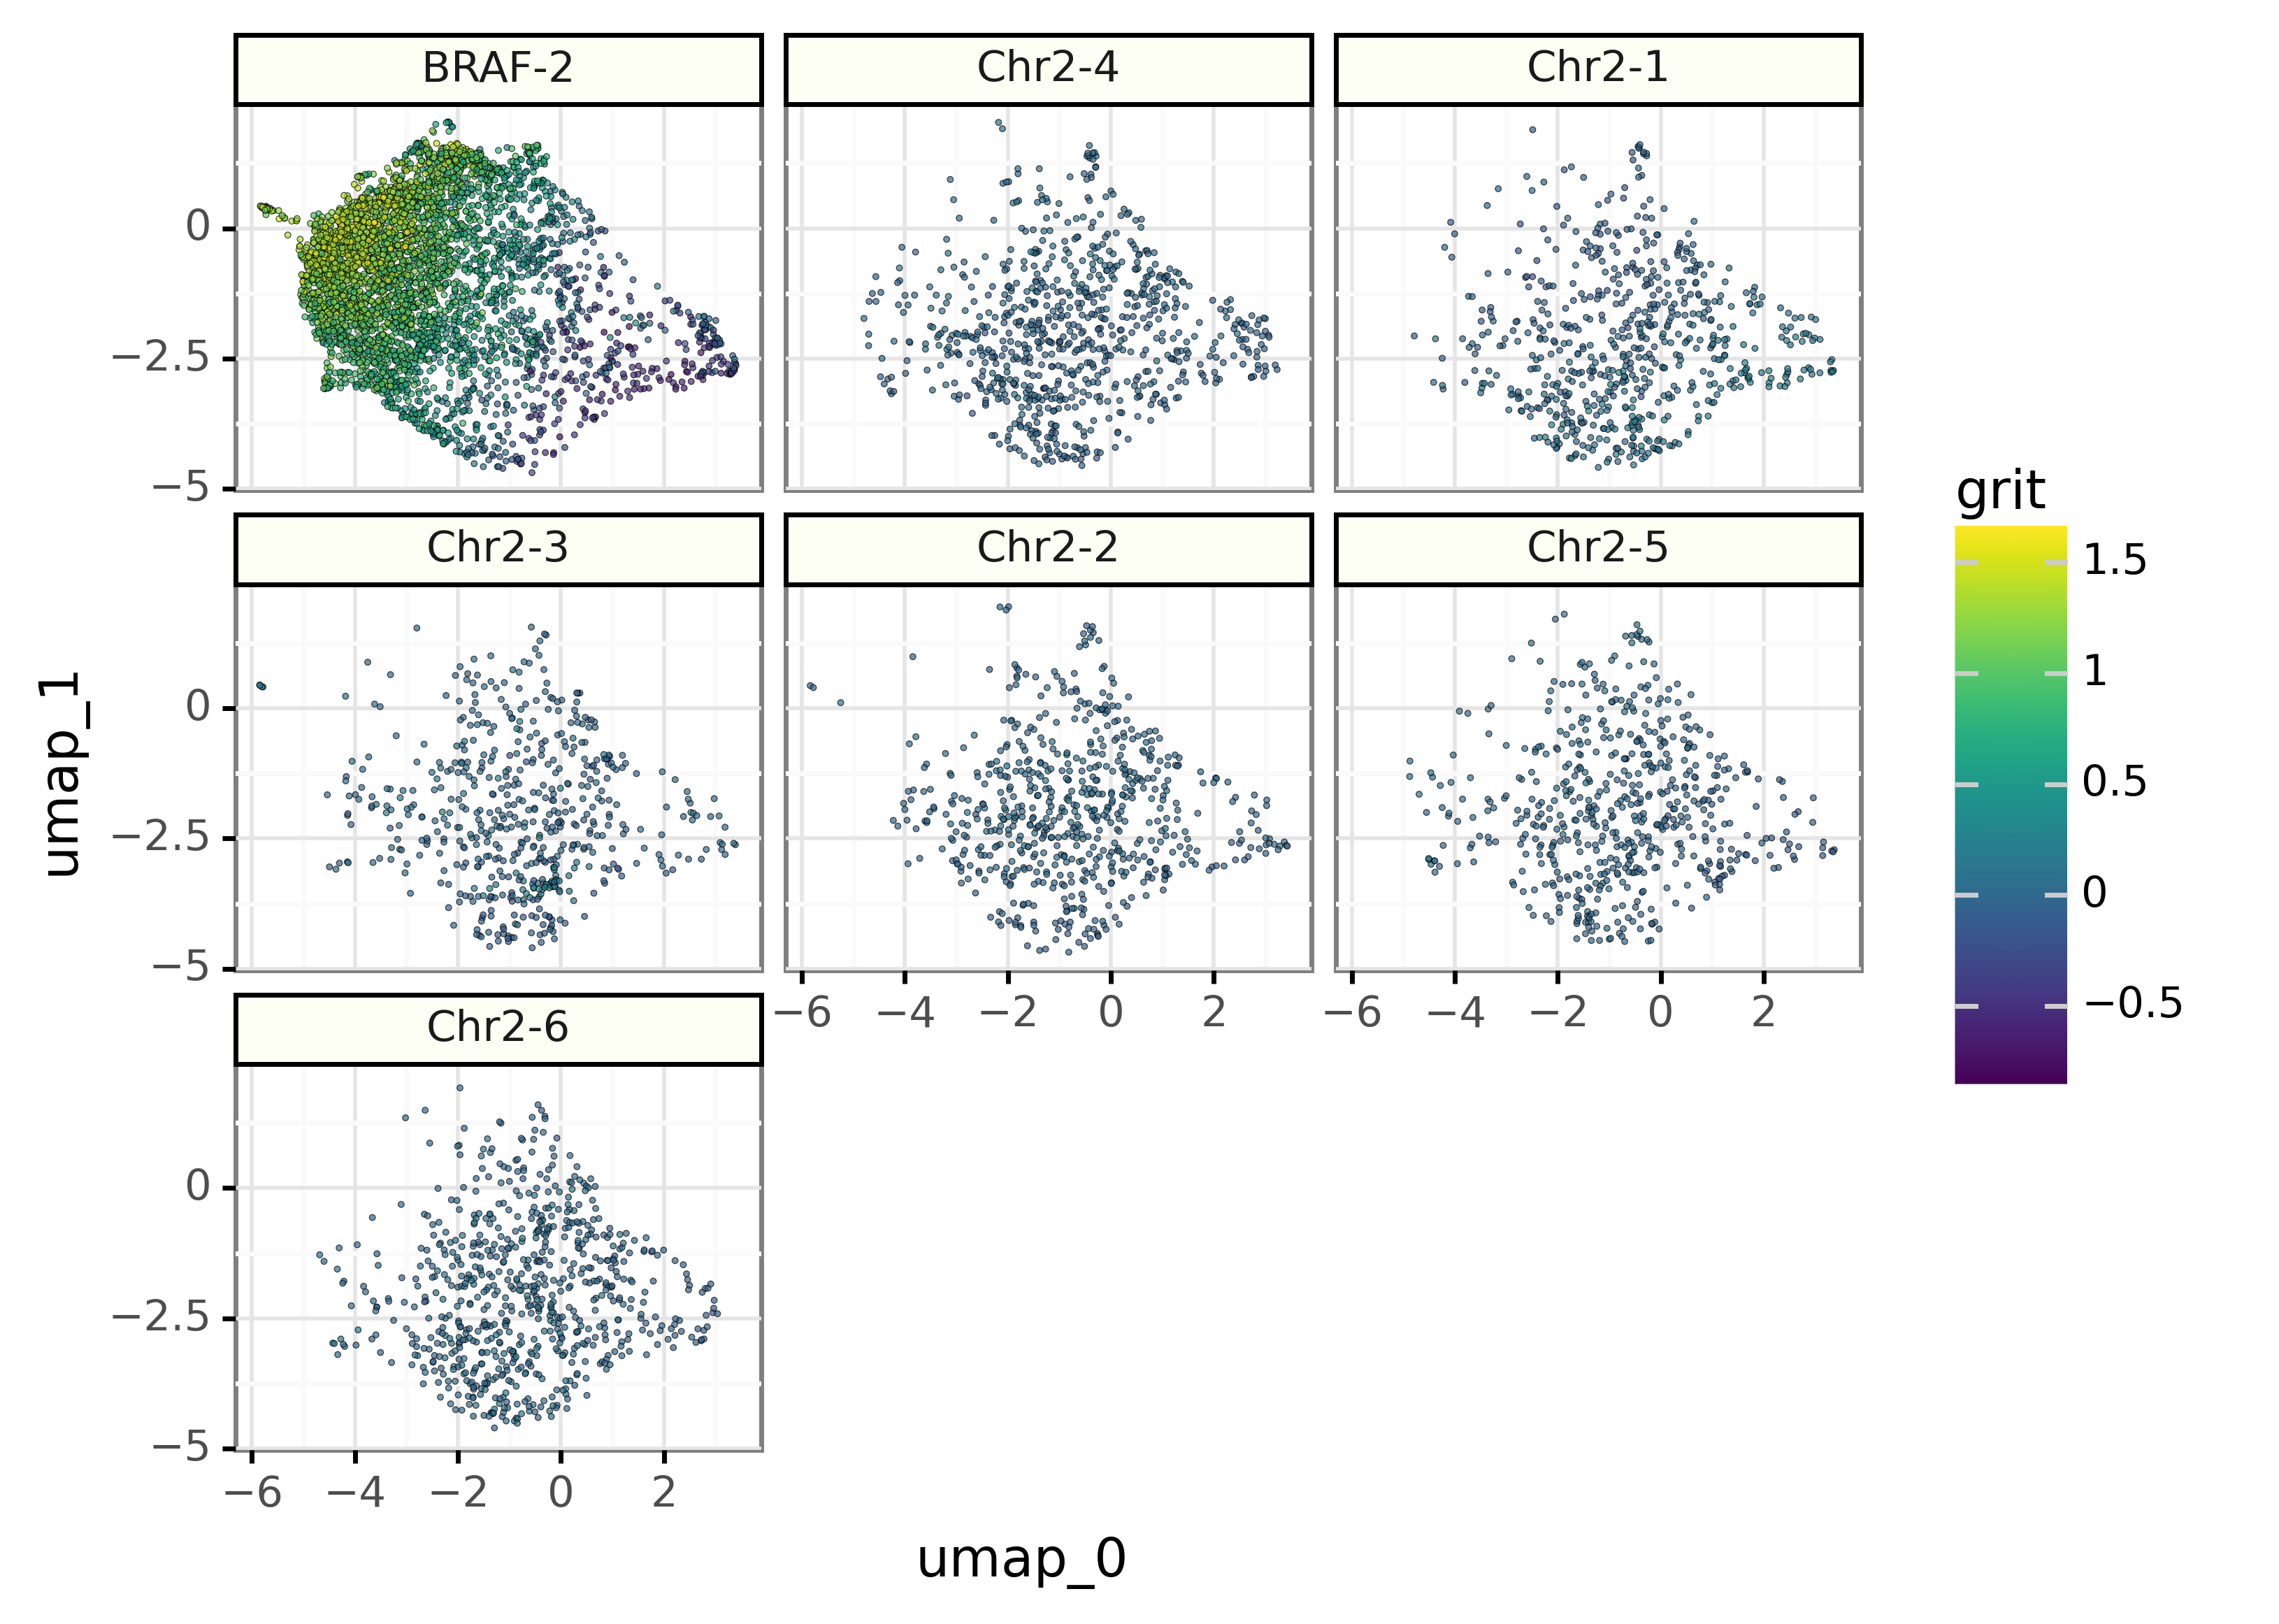 BRAF-2 Chr2-4 Chr2-1
0
−2.5
−5
Chr2-3 Chr2-2 Chr2-5
0
−2.5
−5
−6 −4 −2 0 2 −6 −4 −2 0 2
Chr2-6
0
−2.5
−5
−6 −4 −2 0 2
umap_0
umap_1
grit
1.5
1
0.5
0
−0.5